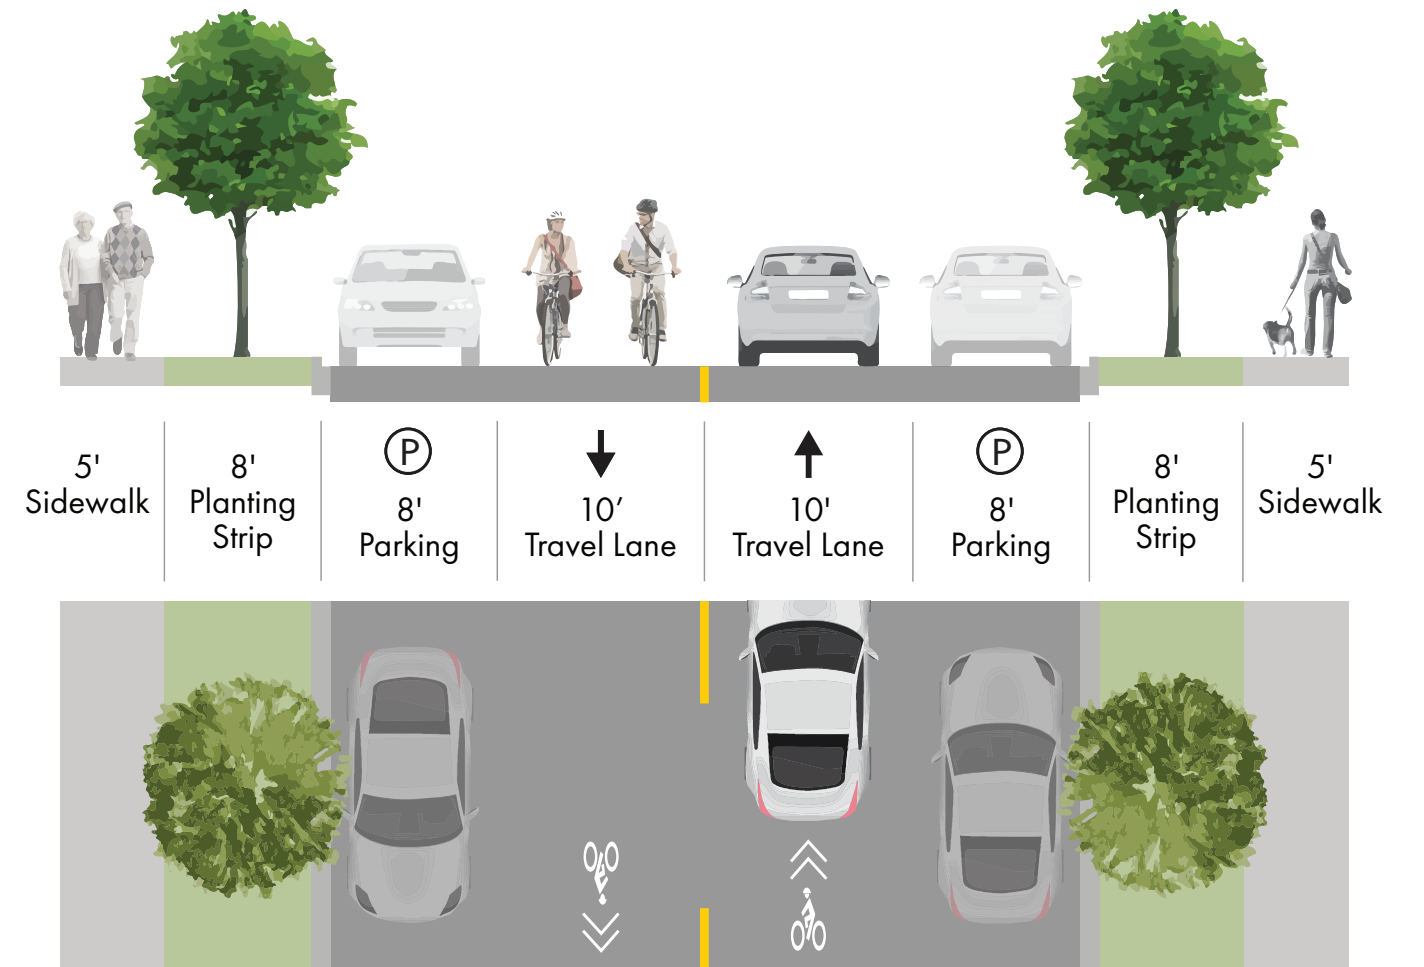 5'
Sidewalk
8'
Planting
Strip
P
8'
Parking
10’
Travel Lane
10'
Travel Lane
P
8'
Parking
8'
Planting
Strip
5'
Sidewalk